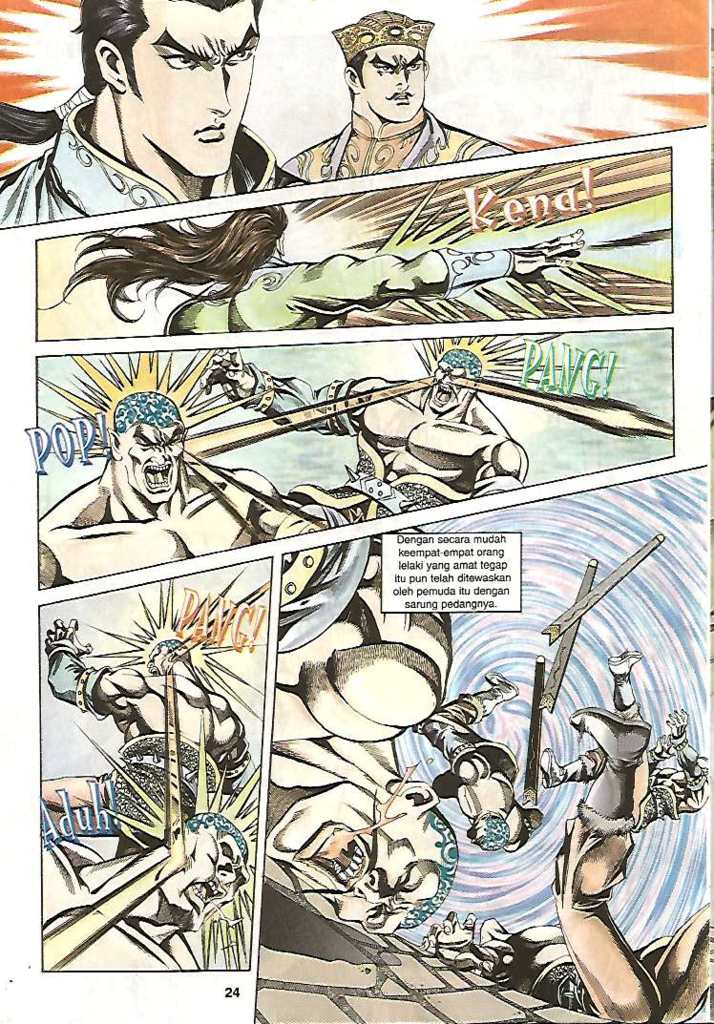 Kena!
POP!
PANG!
PANG!
Aduh!
Dengan secara mudah
keempat-empat orang
lelaki yang amat tegap
itu pun telah ditewaskan
oleh pemuda itu dengan
sarung pedangnya.
24